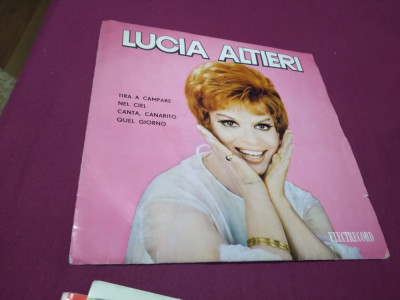 LUCIA ALTIERI
TIRA A CAMPARE
NEL CIEL
CANTA, CANARITO
QUEL GIORNO
ELECTRECORD